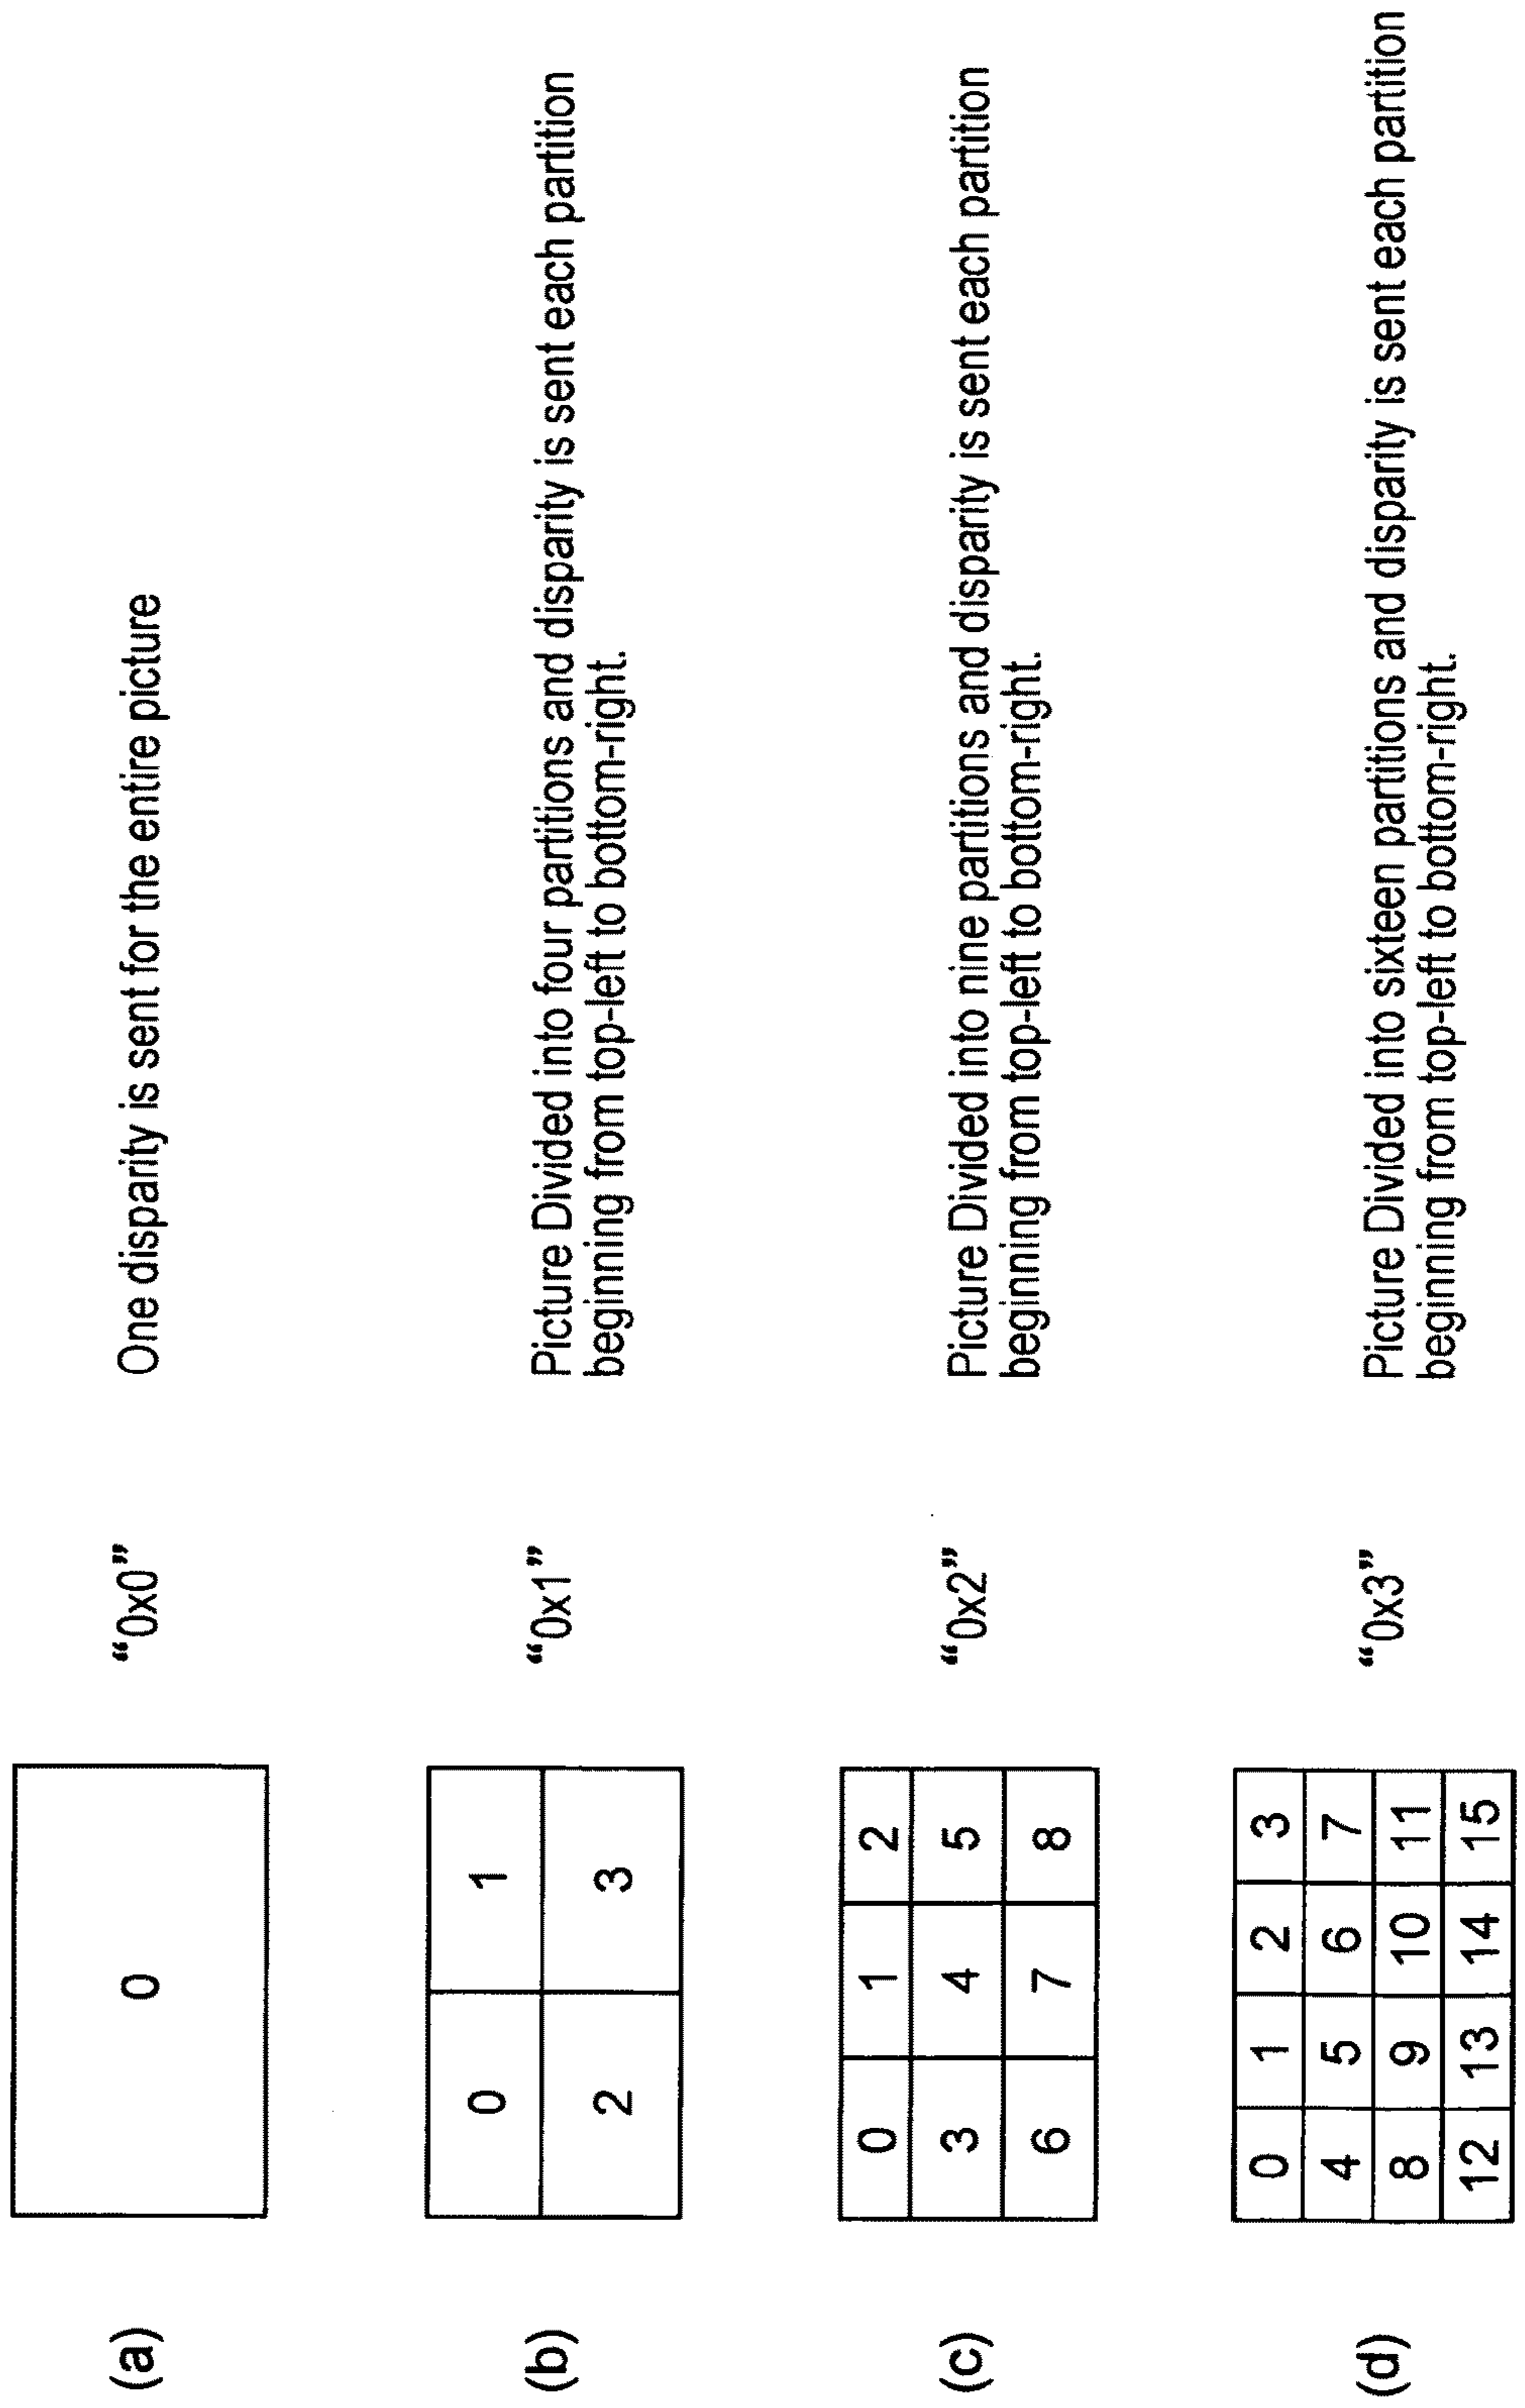 (a)
0
“0x0”
One disparity is sent for the entire picture
(b)
0 1
2 3
“0x1”
Picture Divided into four partitions and disparity is sent each partition
beginning from top-left to bottom-right.
(c)
0 1 2
3 4 5
6 7 8
“0x2”
Picture Divided into nine partitions and disparity is sent each partition
beginning from top-left to bottom-right.
(d)
0 1 2 3
4 5 6 7
8 9 10 11
12 13 14 15
“0x3”
Picture Divided into sixteen partitions and disparity is sent each partition
beginning from top-left to bottom-right.